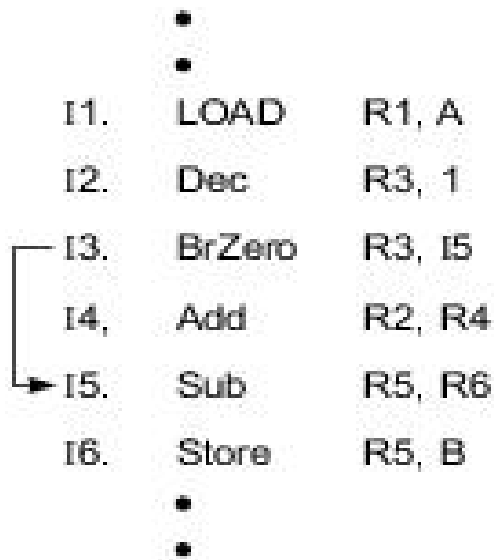 I1. LOAD R1, A
I2. Dec R3, 1
I3. BrZero R3, I5
I4, Add R2, R4
I5. Sub R5, R6
I6. Store R5, B